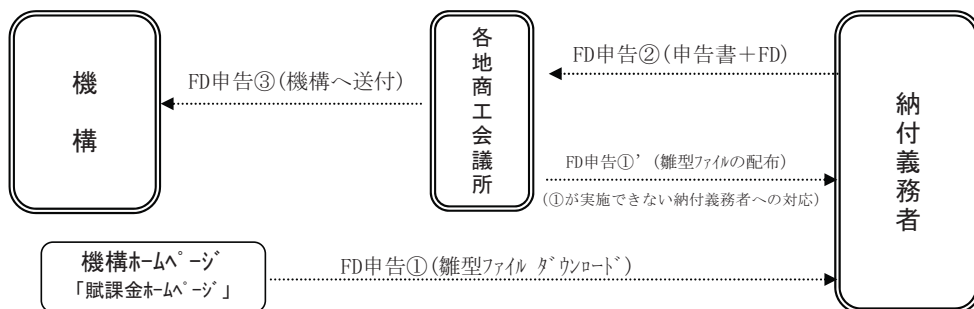 機
構
FD申告③(機構へ送付)
各地商工会議所
FD申告②(申告書＋FD)
FD申告①’(雛型ﾌｧｲﾙの配布)
(①が実施できない納付義務者への対応)
納付義務者
機構ﾎｰﾑﾍﾟｰｼﾞ
「賦課金ﾎｰﾑﾍﾟｰｼﾞ」
FD申告①(雛型ﾌｧｲﾙ ﾀﾞｳﾝﾛｰﾄﾞ)